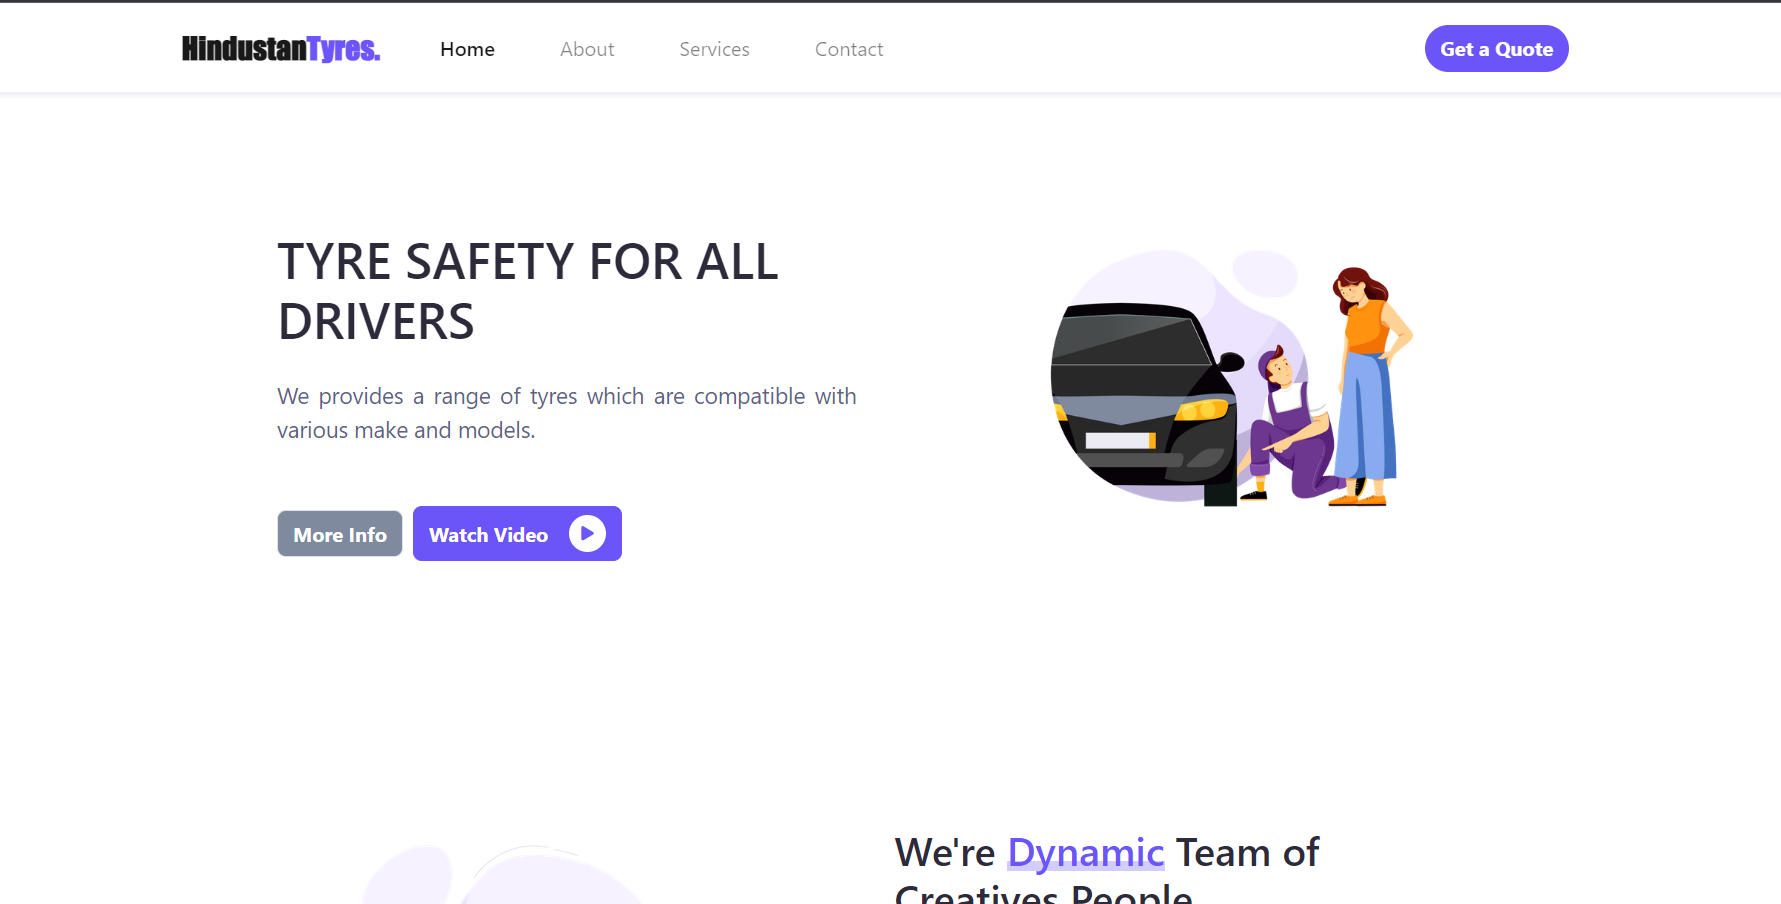 HindustanTyres.
Home
About
Services
Contact
Get a Quote
TYRE SAFETY FOR ALL
DRIVERS
We provides a range of tyres which are compatible with
various make and models.
More Info
Watch Video
We're Dynamic Team of
Creatives People